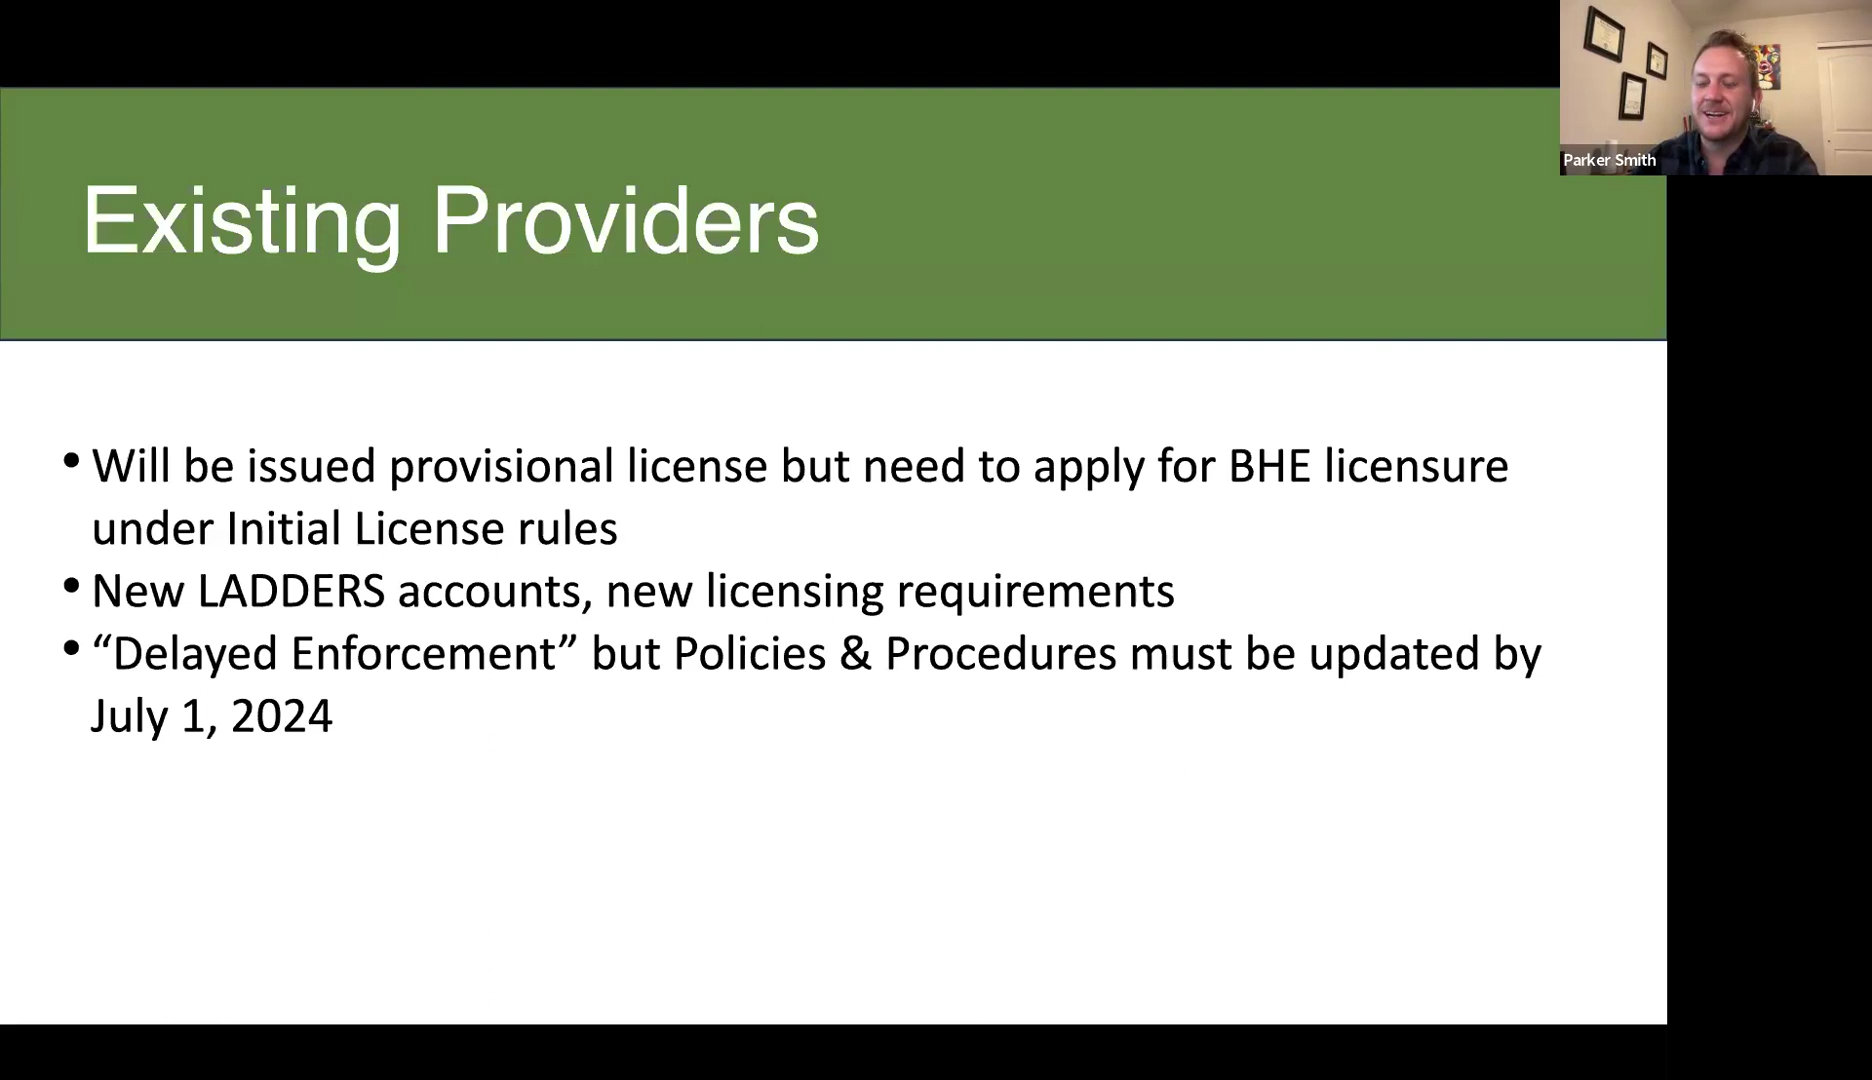 Parker Smith
Existing Providers
• Will be issued provisional license but need to apply for BHE licensure
under Initial License rules
• New LADDERS accounts, new licensing requirements
• “Delayed Enforcement” but Policies & Procedures must be updated by
July 1, 2024